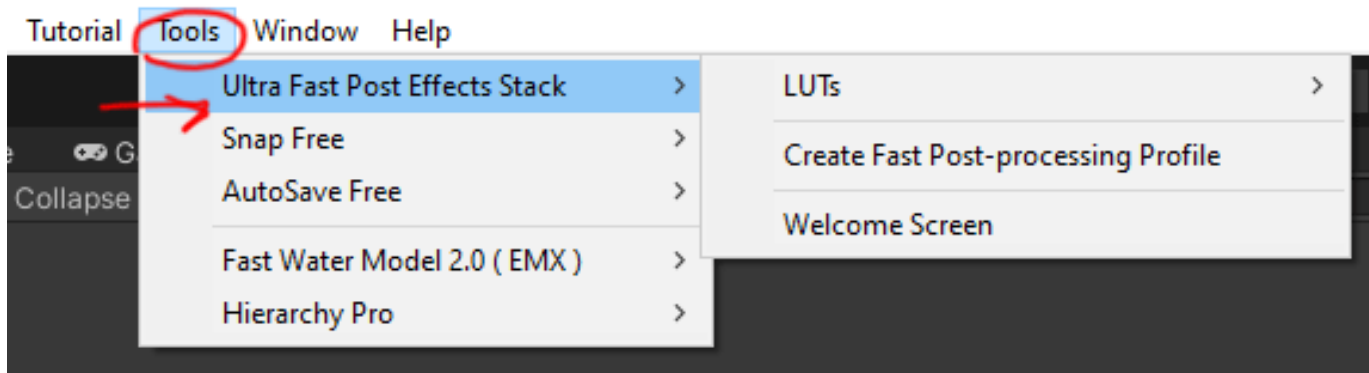 Tutorial Tools Window Help
Ultra Fast Post Effects Stack
LUTs
Snap Free
Create Fast Post-processing Profile
AutoSave Free
Welcome Screen
Fast Water Model 2.0 ( EMX )
Hierarchy Pro
Collapse